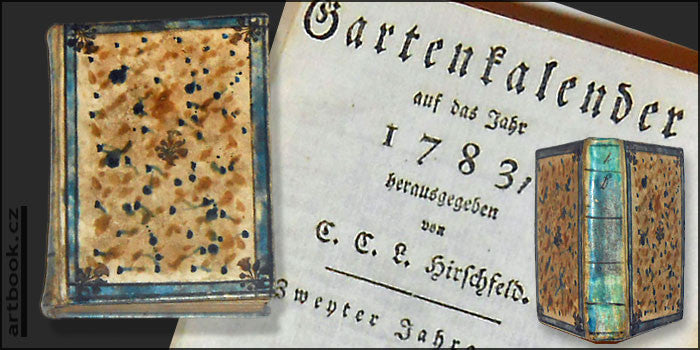 Gartenkalender
auf das Jahr
1783,
herausgegeben
von
C. C. L. Hirschfeld.
Zweyter Jahrg
artbook.cz